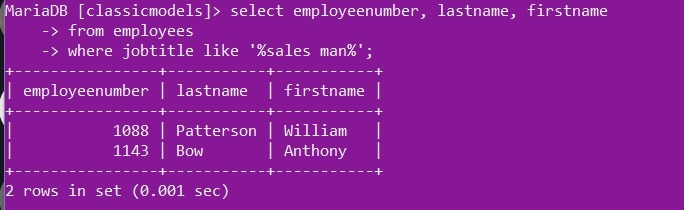 MariaDB [classicmodels]> select employeenumber, lastname, firstname
    -> from employees
    -> where jobtitle like '%sales man%';
+----------------+-----------+-----------+
| employeenumber | lastname  | firstname |
+----------------+-----------+-----------+
|           1088 | Patterson | William   |
|           1143 | Bow       | Anthony   |
+----------------+-----------+-----------+
2 rows in set (0.001 sec)